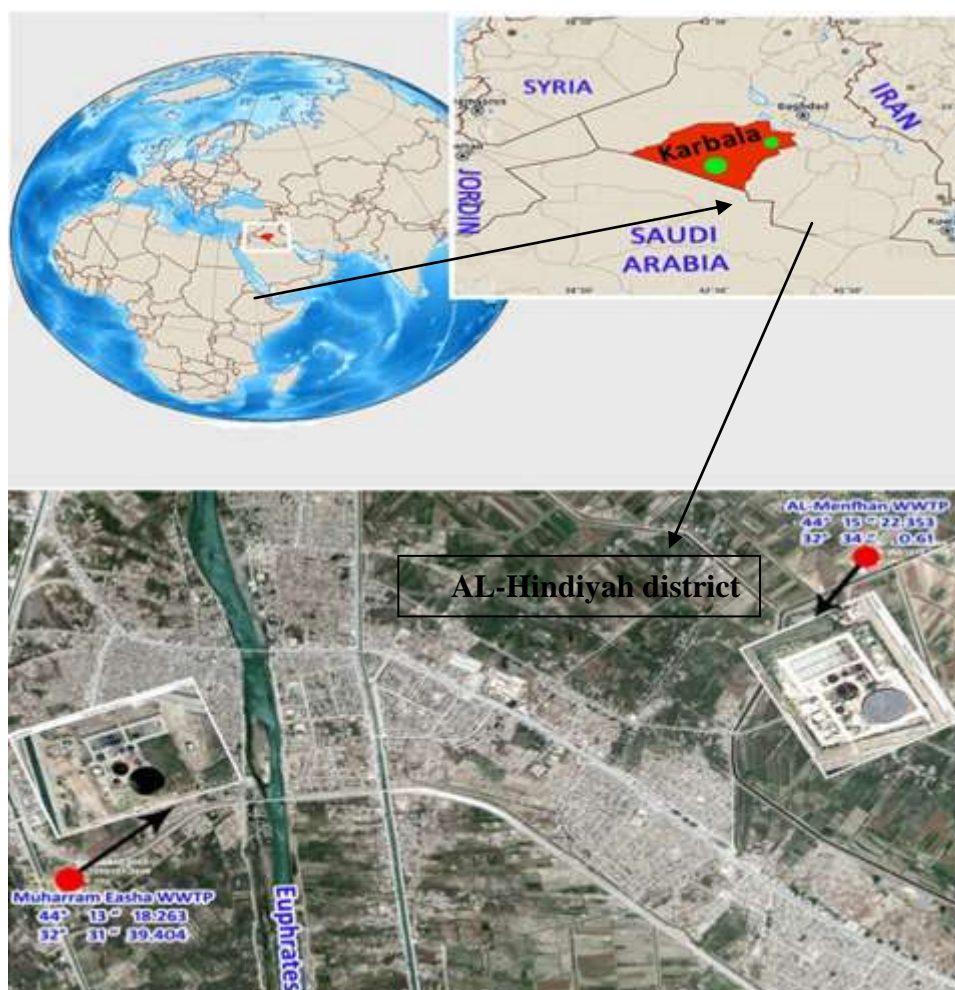 SYRIA
IRAN
Baghdad
Karbala
JORDIN
SAUDI
ARABIA
AL-Menfhan WWTP
44° 15 " 22.353
32° 34 " 0.61
AL-Hindiyah district
Muharram Easha WWTP
44° 13 " 18.263
32° 31 " 39.404
Euphrates